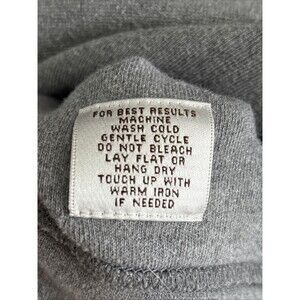 FOR BEST RESULTS
MACHINE
WASH COLD
GENTLE CYCLE
DO NOT BLEACH
LAY FLAT OR
HANG DRY
TOUCH UP WITH
WARM IRON
IF NEEDED